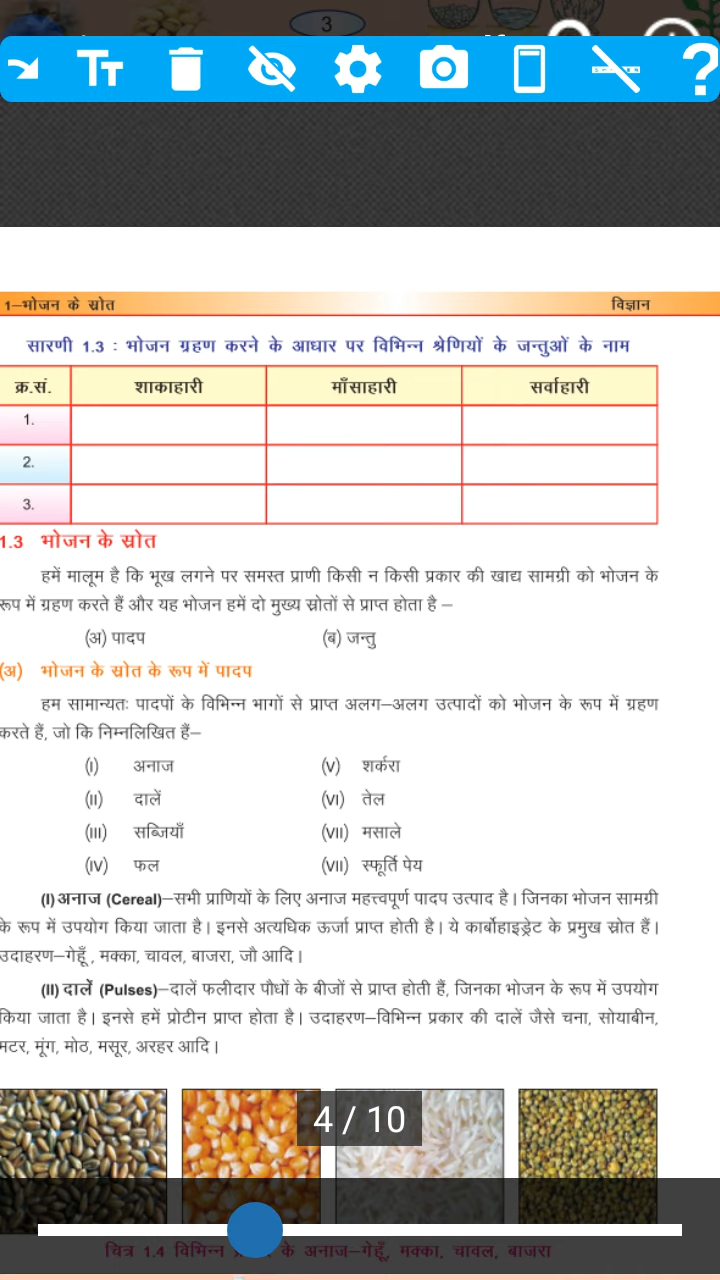 3
TT
?
1—भोजन के स्रोत विज्ञान
सारणी 1.3 : भोजन ग्रहण करने के आधार पर विभिन्न श्रेणियों के जन्तुओं के नाम
क्र.सं. शाकाहारी माँसाहारी सर्वाहारी
1.
2.
3.
1.3 भोजन के स्रोत
हमें मालूम है कि भूख लगने पर समस्त प्राणी किसी न किसी प्रकार की खाद्य सामग्री को भोजन के
रूप में ग्रहण करते हैं और यह भोजन हमें दो मुख्य स्रोतों से प्राप्त होता है –
(अ) पादप (ब) जन्तु
(अ) भोजन के स्रोत के रूप में पादप
हम सामान्यतः पादपों के विभिन्न भागों से प्राप्त अलग—अलग उत्पादों को भोजन के रूप में ग्रहण
करते हैं, जो कि निम्नलिखित हैं—
(I) अनाज (V) शर्करा
(II) दालें (VI) तेल
(III) सब्जियाँ (VII) मसाले
(IV) फल (VII) स्फूर्ति पेय
(I) अनाज (Cereal)—सभी प्राणियों के लिए अनाज महत्त्वपूर्ण पादप उत्पाद है। जिनका भोजन सामग्री
के रूप में उपयोग किया जाता है। इनसे अत्यधिक ऊर्जा प्राप्त होती है। ये कार्बोहाइड्रेट के प्रमुख स्रोत हैं।
उदाहरण—गेहूँ , मक्का, चावल, बाजरा, जौ आदि।
(II) दालें (Pulses)—दालें फलीदार पौधों के बीजों से प्राप्त होती हैं, जिनका भोजन के रूप में उपयोग
किया जाता है। इनसे हमें प्रोटीन प्राप्त होता है। उदाहरण—विभिन्न प्रकार की दालें जैसे चना, सोयाबीन,
मटर, मूंग, मोठ, मसूर, अरहर आदि।
4 / 10
चित्र 1.4 विभिन्न के अनाज—गेहूँ, मक्का, चावल, बाजरा